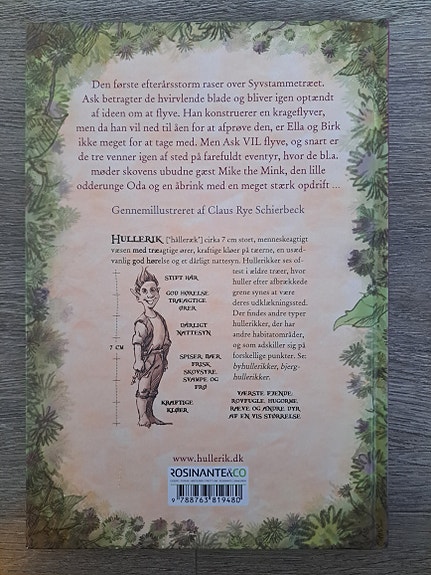 Den første efterårsstorm raser over Syvstammetræet.
Ask betragter de hvirvlende blade og bliver igen optændt
af ideen om at flyve. Han konstruerer en krageflyver,
men da han vil ned til åen for at afprøve den, er Ella og Birk
ikke meget for at tage med. Men Ask VIL flyve, og snart er
de tre venner igen af sted på farefuldt eventyr, hvor de bl.a.
møder skovens ubudne gæst Mike the Mink, den lille
odderunge Oda og en åbrink med en meget stærk opdrift ...
Gennemillustreret af Claus Rye Schierbeck
HULLERIK ["hålleræk"] cirka 7 cm stort, menneskeagtigt
væsen med træagtige ører, kraftige kløer på tæerne, en usæd-
vanlig god hørelse og et dårligt nattesyn. Hullerikker ses of-
test i ældre træer, hvor
huller efter afbrækkede
grene synes at være
deres udklækningssted.
Der findes andre typer
hullerikker, der har
andre habitatområder,
og som adskiller sig på
forskellige punkter. Se:
byhullerikker, bjerg-
hullerikker.
STIFT HÅR
GOD HØRELSE
TRÆAGTIGE
ØRER
DÅRLIGT
NATTESYN
7 CM
SPISER BÆR
FRISK
SKOVSYRE
SVAMPE OG
FRØ
KRAFTIGE
KLØER
VÆRSTE FJENDE:
ROVFUGLE, HUGORME,
RÆVE OG ANDRE DYR
AF EN VIS STØRRELSE
www.hullerik.dk
ROSINANTE&CO
9 788763 819480